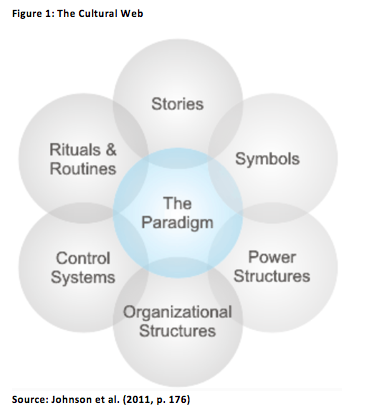 Figure 1: The Cultural Web
Stories
Rituals &
Routines
Symbols
The
Paradigm
Control
Systems
Power
Structures
Organizational
Structures
Source: Johnson et al. (2011, p. 176)